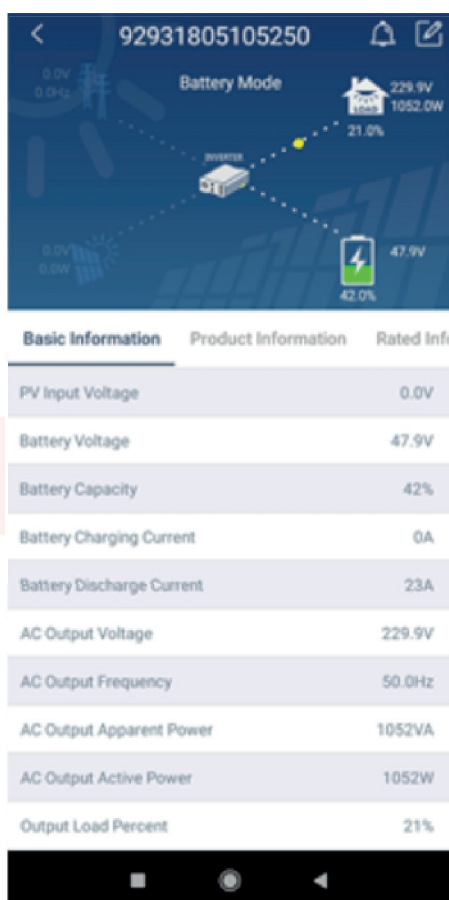 92931805105250
0.0V
0.0Hz
Battery Mode
229.9V
1052.0W
LOAD
21.0%
INVERTER
0.0V
0.0W
47.9V
42.0%
Basic Information Product Information Rated Info
PV Input Voltage 0.0V
Battery Voltage 47.9V
Battery Capacity 42%
Battery Charging Current 0A
Battery Discharge Current 23A
AC Output Voltage 229.9V
AC Output Frequency 50.0Hz
AC Output Apparent Power 1052VA
AC Output Active Power 1052W
Output Load Percent 21%